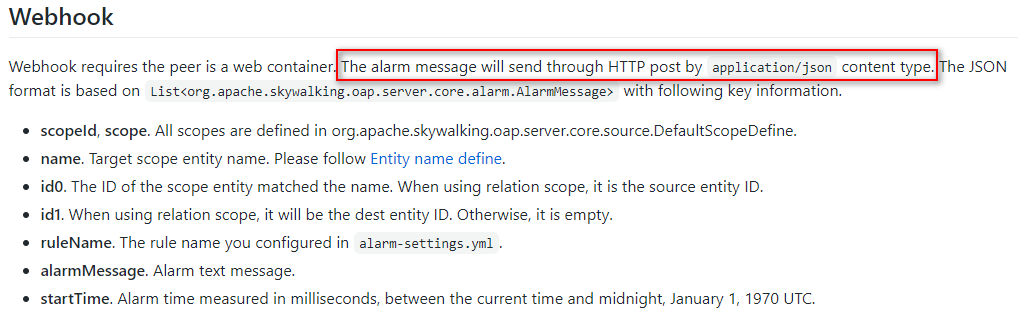 Webhook
Webhook requires the peer is a web container. The alarm message will send through HTTP post by application/json content type. The JSON
format is based on List<org.apache.skywalking.oap.server.core.alarm.AlarmMessage> with following key information.
• scopeId, scope. All scopes are defined in org.apache.skywalking.oap.server.core.source.DefaultScopeDefine.
• name. Target scope entity name. Please follow Entity name define.
• id0. The ID of the scope entity matched the name. When using relation scope, it is the source entity ID.
• id1. When using relation scope, it will be the dest entity ID. Otherwise, it is empty.
• ruleName. The rule name you configured in alarm-settings.yml.
• alarmMessage. Alarm text message.
• startTime. Alarm time measured in milliseconds, between the current time and midnight, January 1, 1970 UTC.